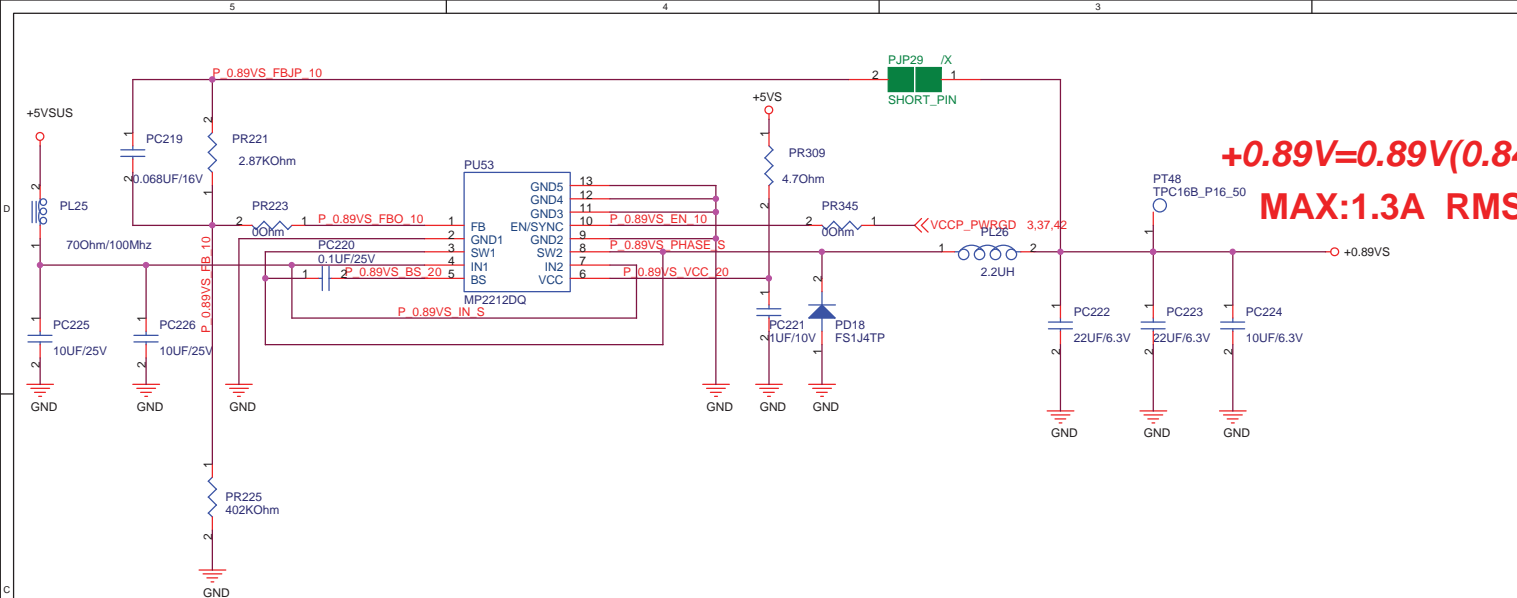 5 4 3
P_0.89VS_FBJP_10
PJP29 /X
2 1
SHORT_PIN
+5VSUS
+5VS
PC219
0.068UF/16V
PR221
2.87KOhm
PU53
PR309
4.7Ohm
+0.89V=0.89V(0.84
MAX:1.3A RMS
PT48
TPC16B_P16_50
D
PL25
70Ohm/100Mhz
PR223
0Ohm
P_0.89VS_FBO_10
1 FB
2 GND1
3 SW1
4 IN1
5 BS
GND5 13
GND4 12
GND3 11
EN/SYNC 10
GND2 9
SW2 8
IN2 7
VCC 6
MP2212DQ
P_0.89VS_EN_10
PR345
0Ohm
VCCP_PWRGD 3,37,42
P_0.89VS_PHASE_S
PL26
2.2UH
+0.89VS
P_0.89VS_FB_10
PC220
0.1UF/25V
P_0.89VS_BS_20
P_0.89VS_VCC_20
P_0.89VS_IN_S
PC225
10UF/25V
PC226
10UF/25V
PC221
1UF/10V
PD18
FS1J4TP
PC222
22UF/6.3V
PC223
22UF/6.3V
PC224
10UF/6.3V
GND
GND
GND
GND
GND
GND
GND
GND
GND
PR225
402KOhm
GND
C